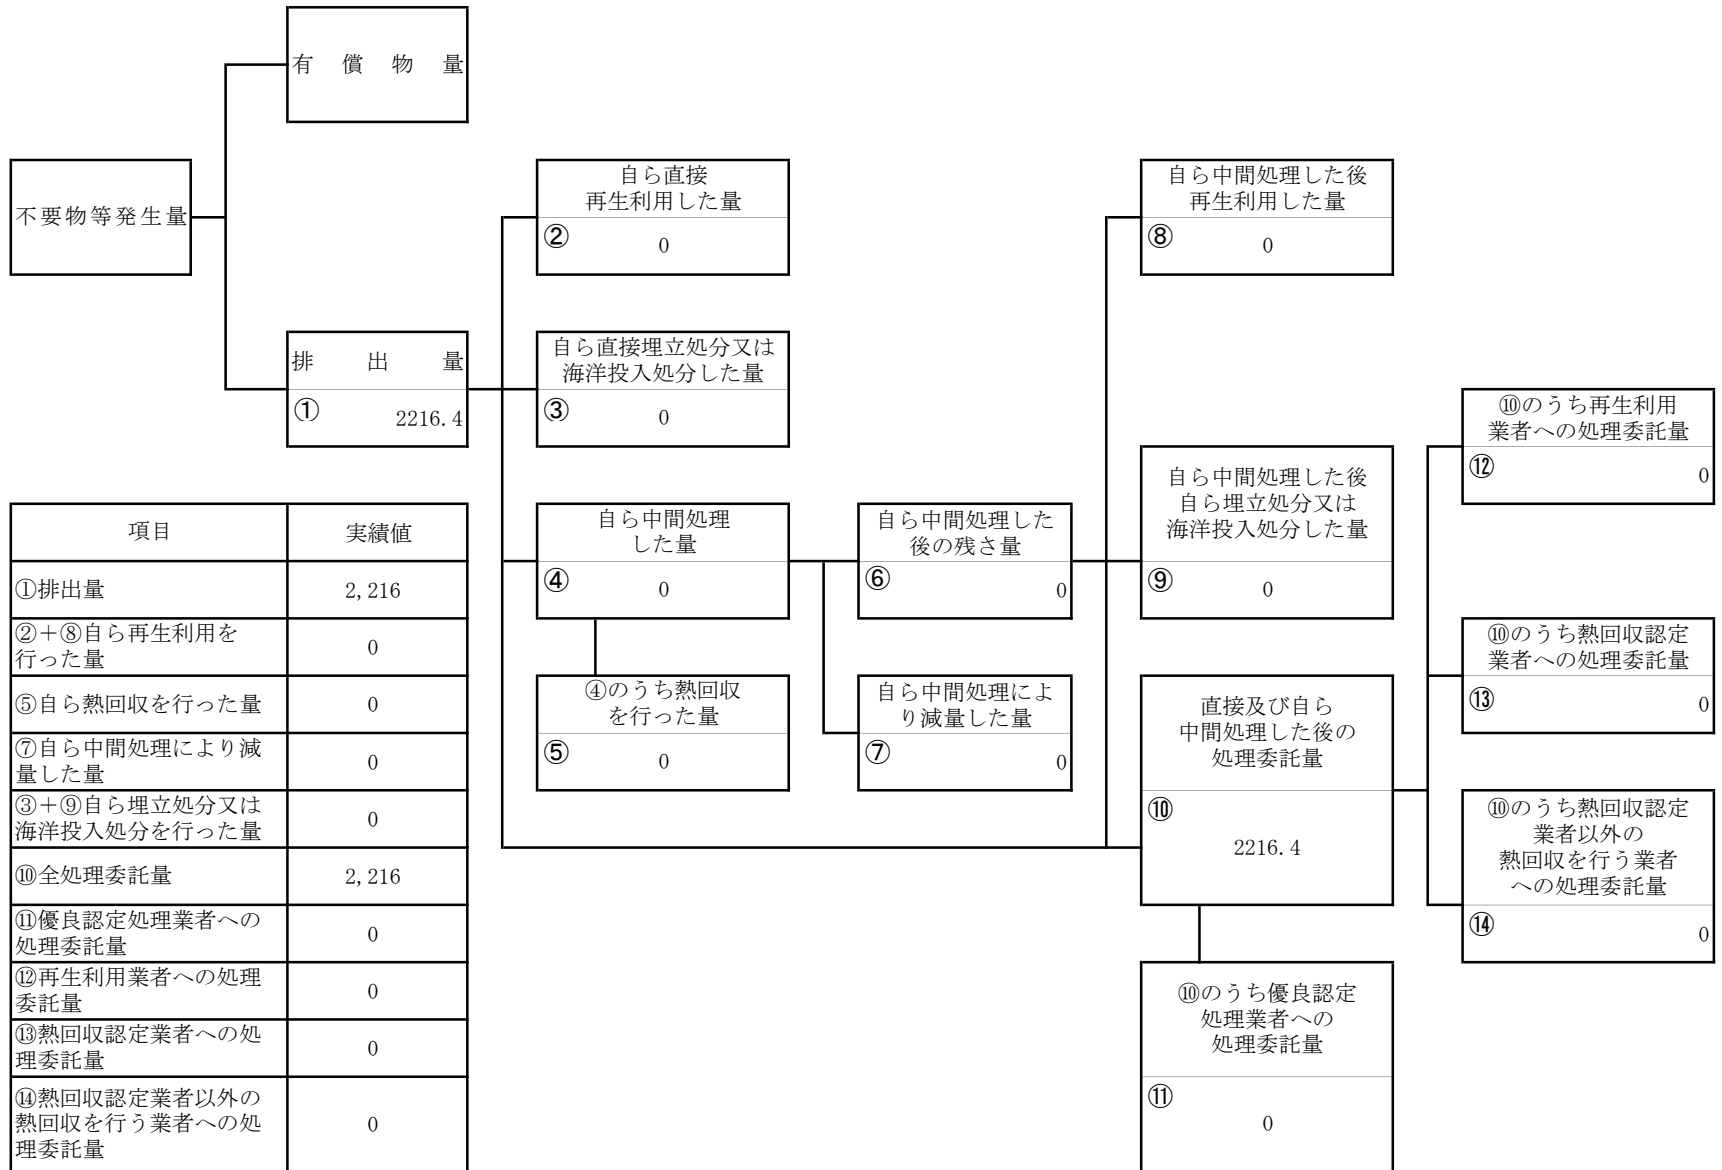 有償物量
不要物等発生量
排出量
① 2216.4
自ら直接
再生利用した量
② 0
自ら直接埋立処分又は
海洋投入処分した量
③ 0
自ら中間処理
した量
④ 0
④のうち熱回収
を行った量
⑤ 0
自ら中間処理した
後の残さ量
⑥ 0
自ら中間処理によ
り減量した量
⑦ 0
自ら中間処理した後
再生利用した量
⑧ 0
自ら中間処理した後
自ら埋立処分又は
海洋投入処分した量
⑨ 0
直接及び自ら
中間処理した後の
処理委託量
⑩
2216.4
⑩のうち優良認定
処理業者への
処理委託量
⑪
0
⑩のうち再生利用
業者への処理委託量
⑫ 0
⑩のうち熱回収認定
業者への処理委託量
⑬ 0
⑩のうち熱回収認定
業者以外の
熱回収を行う業者
への処理委託量
⑭ 0
項目 実績値
①排出量 2,216
②+⑧自ら再生利用を
行った量 0
⑤自ら熱回収を行った量 0
⑦自ら中間処理により減
量した量 0
③+⑨自ら埋立処分又は
海洋投入処分を行った量 0
⑩全処理委託量 2,216
⑪優良認定処理業者への
処理委託量 0
⑫再生利用業者への処理
委託量 0
⑬熱回収認定業者への処
理委託量 0
⑭熱回収認定業者以外の
熱回収を行う業者への処
理委託量 0